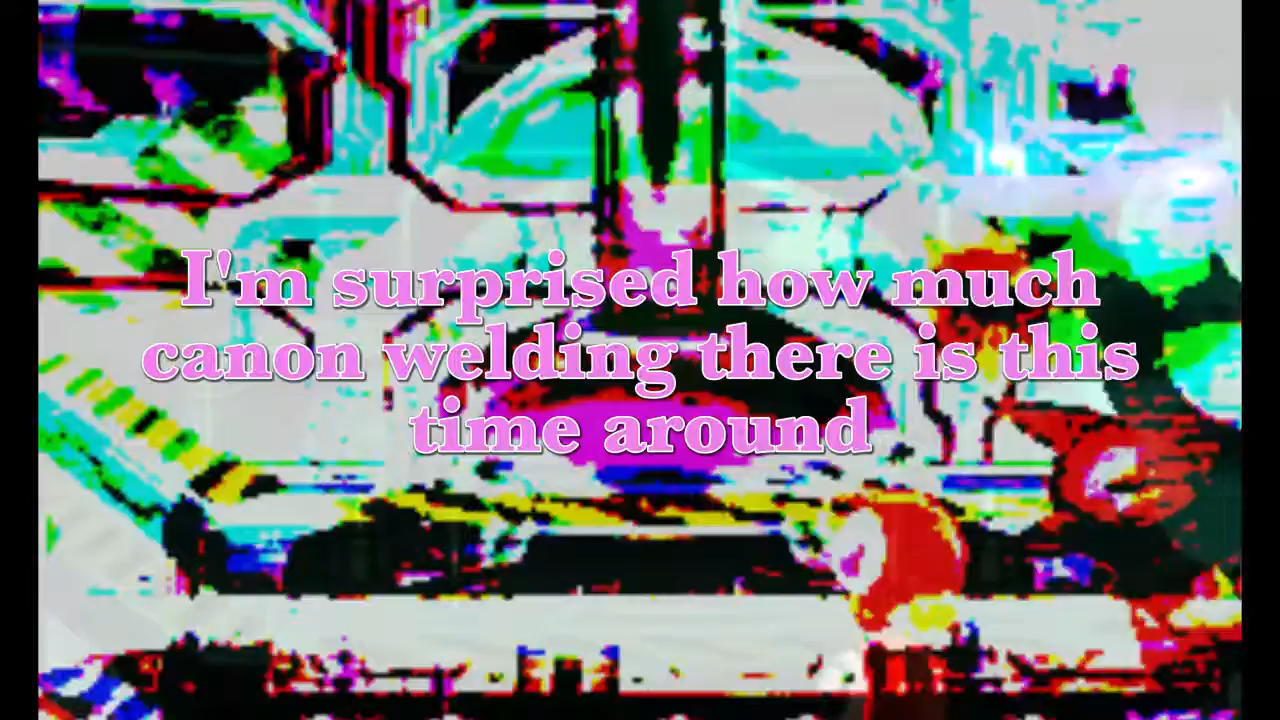 I'm surprised how much
canon welding there is this
time around